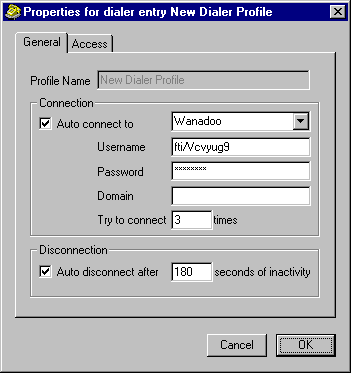 Properties for dialer entry New Dialer Profile
General Access
Profile Name New Dialer Profile
Connection
Auto connect to Wanadoo
Username fti/Vcvyug9
Password ********
Domain
Try to connect 3 times
Disconnection
Auto disconnect after 180 seconds of inactivity
Cancel OK